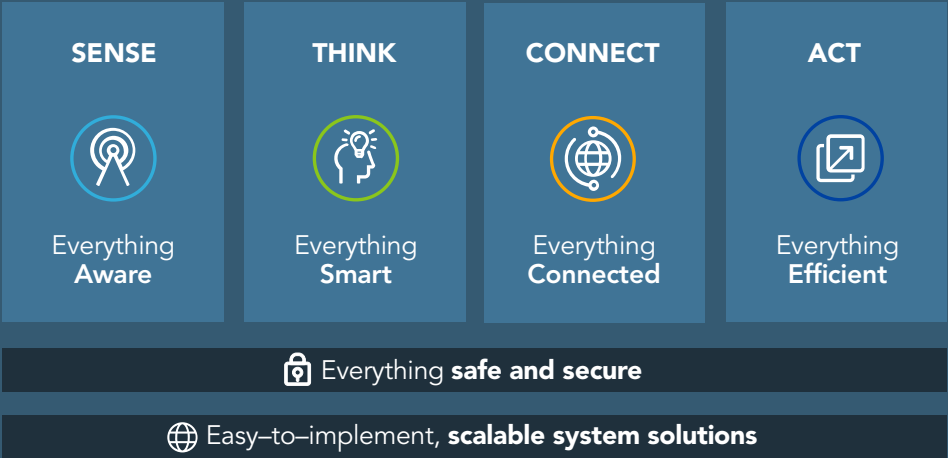 SENSE
Everything
Aware
THINK
Everything
Smart
CONNECT
Everything
Connected
ACT
Everything
Efficient
Everything safe and secure
Easy–to–implement, scalable system solutions